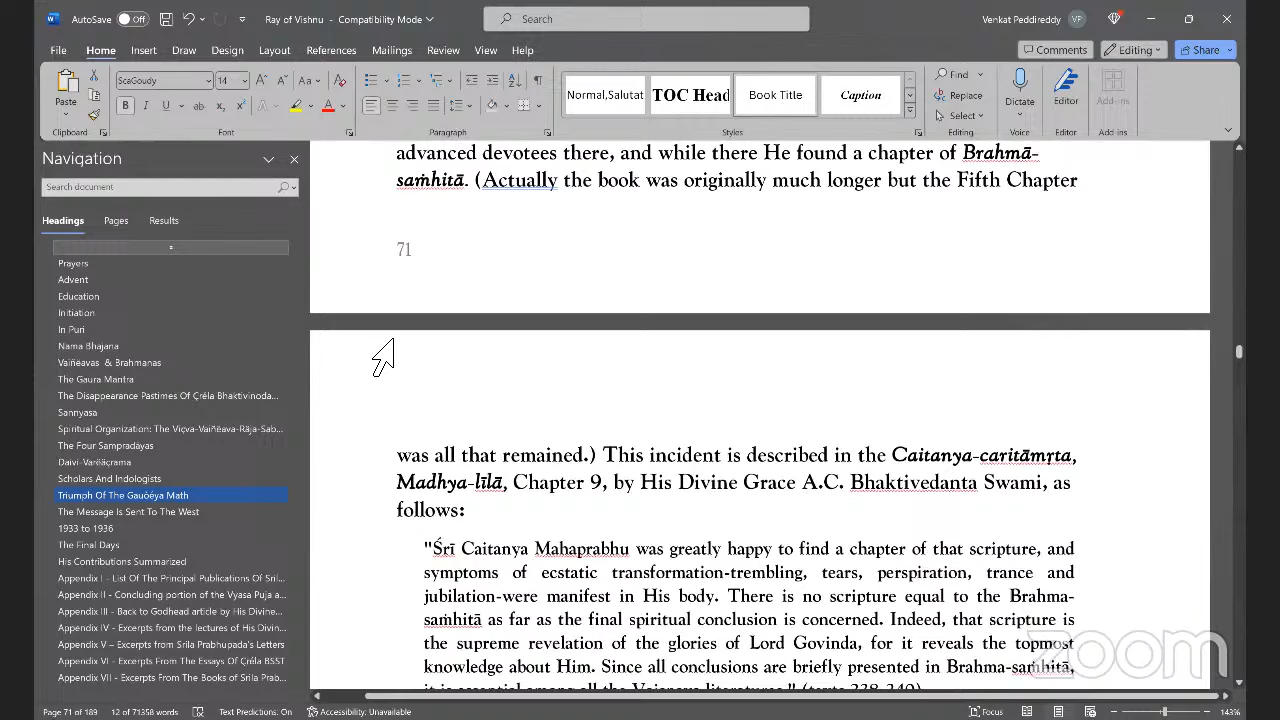 AutoSave Off Ray of Vishnu - Compatibility Mode Search Venkat Peddireddy VP
File Home Insert Draw Design Layout References Mailings Review View Help Comments Editing Share
Paste ScaGoudy 14 Normal,Salutat TOC Head Book Title Caption Find Replace Select Dictate Editor Add-ins
Clipboard Font Paragraph Styles Editing Voice Editor Add-ins
Navigation
Search document
Headings Pages Results
Prayers
Advent
Education
Initiation
In Puri
Nama Bhajana
Vaiñëavas & Brahmanas
The Gaura Mantra
The Disappearance Pastimes Of Çréla Bhaktivinoda...
Sannyasa
Spiritual Organization: The Viçva-Vaiñëava-Räja-Sab...
The Four Sampradäyas
Daivi-Varëäçrama
Scholars And Indologists
Triumph Of The Gauòéya Math
The Message Is Sent To The West
1933 to 1936
The Final Days
His Contributions Summarized
Appendix I - List Of The Principal Publications Of Sril...
Appendix II - Concluding portion of the Vyasa Puja a...
Appendix III - Back to Godhead article by His Divine...
Appendix IV - Excerpts from the lectures of His Divin...
Appendix V – Excerpts from Srila Prabhupada's Letters
Appendix VI - Excerpts From The Essays Of Çréla BSST
Appendix VII - Excerpts From The Books of Srila Prab...
advanced devotees there, and while there He found a chapter of Brahmā-
saṁhitā. (Actually the book was originally much longer but the Fifth Chapter
71
was all that remained.) This incident is described in the Caitanya-caritāmṛta,
Madhya-līlā, Chapter 9, by His Divine Grace A.C. Bhaktivedanta Swami, as
follows:
"Śrī Caitanya Mahaprabhu was greatly happy to find a chapter of that scripture, and
symptoms of ecstatic transformation-trembling, tears, perspiration, trance and
jubilation-were manifest in His body. There is no scripture equal to the Brahma-
saṁhitā as far as the final spiritual conclusion is concerned. Indeed, that scripture is
the supreme revelation of the glories of Lord Govinda, for it reveals the topmost
knowledge about Him. Since all conclusions are briefly presented in Brahma-saṁhitā,
it is essential among all the Vaiṣṇava literatures." (texts 238-240)
zoom
Page 71 of 189 12 of 71358 words Text Predictions: On Accessibility: Unavailable Focus 143%